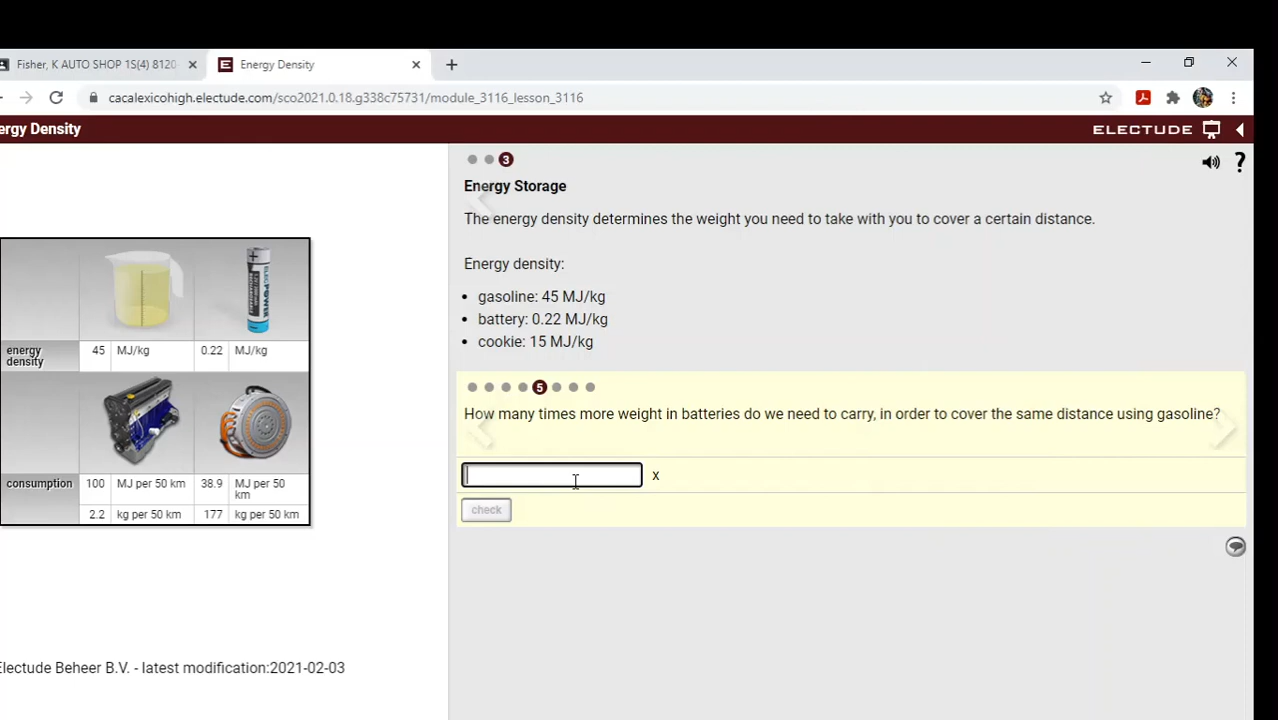 Fisher, K AUTO SHOP 1S(4) 8120
Energy Density
cacalexicohigh.electude.com/sco2021.0.18.g338c75731/module_3116_lesson_3116
ergy Density
ELECTUDE
3
Energy Storage
The energy density determines the weight you need to take with you to cover a certain distance.
Energy density:
• gasoline: 45 MJ/kg
• battery: 0.22 MJ/kg
• cookie: 15 MJ/kg
energy density 45 MJ/kg 0.22 MJ/kg
consumption 100 MJ per 50 km 38.9 MJ per 50 km
2.2 kg per 50 km 177 kg per 50 km
5
How many times more weight in batteries do we need to carry, in order to cover the same distance using gasoline?
x
check
Electude Beheer B.V. - latest modification:2021-02-03